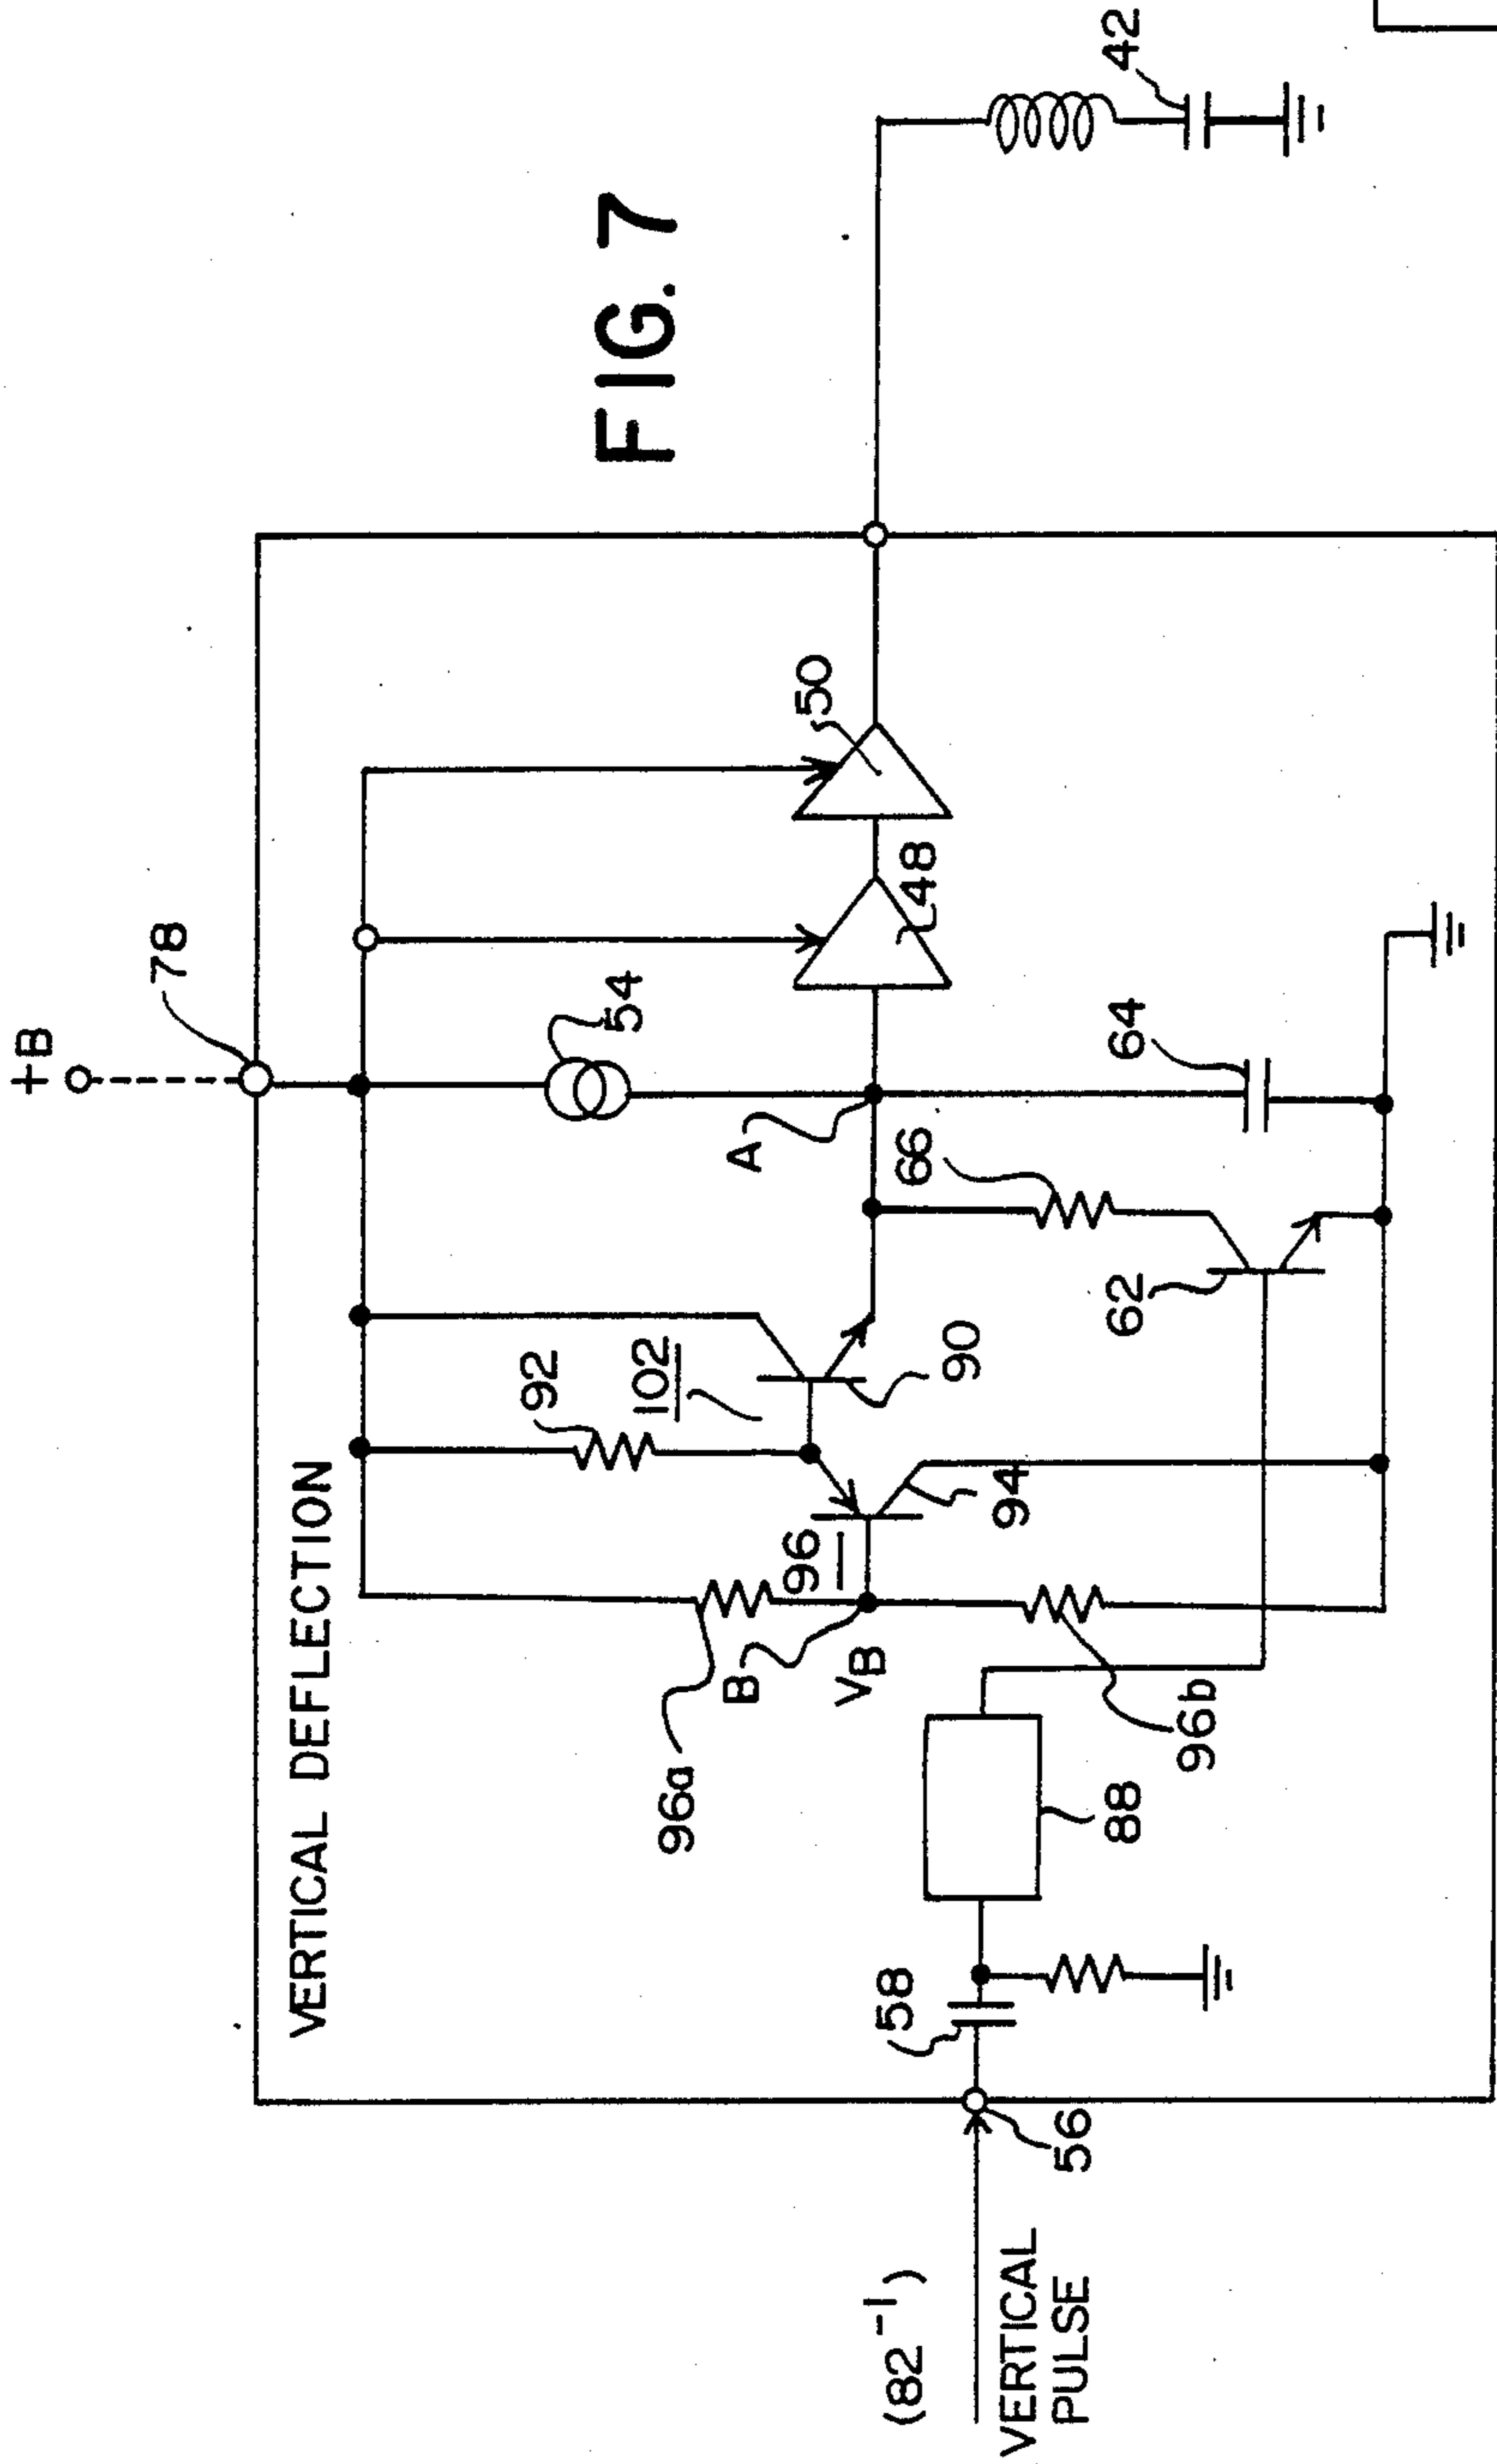 FIG. 7
+B
78
VERTICAL DEFLECTION
92
102
90
54
A
66
64
62
48
50
42
96a
B
VB
96
94
96b
88
58
56
(82⁻¹)
VERTICAL
PULSE